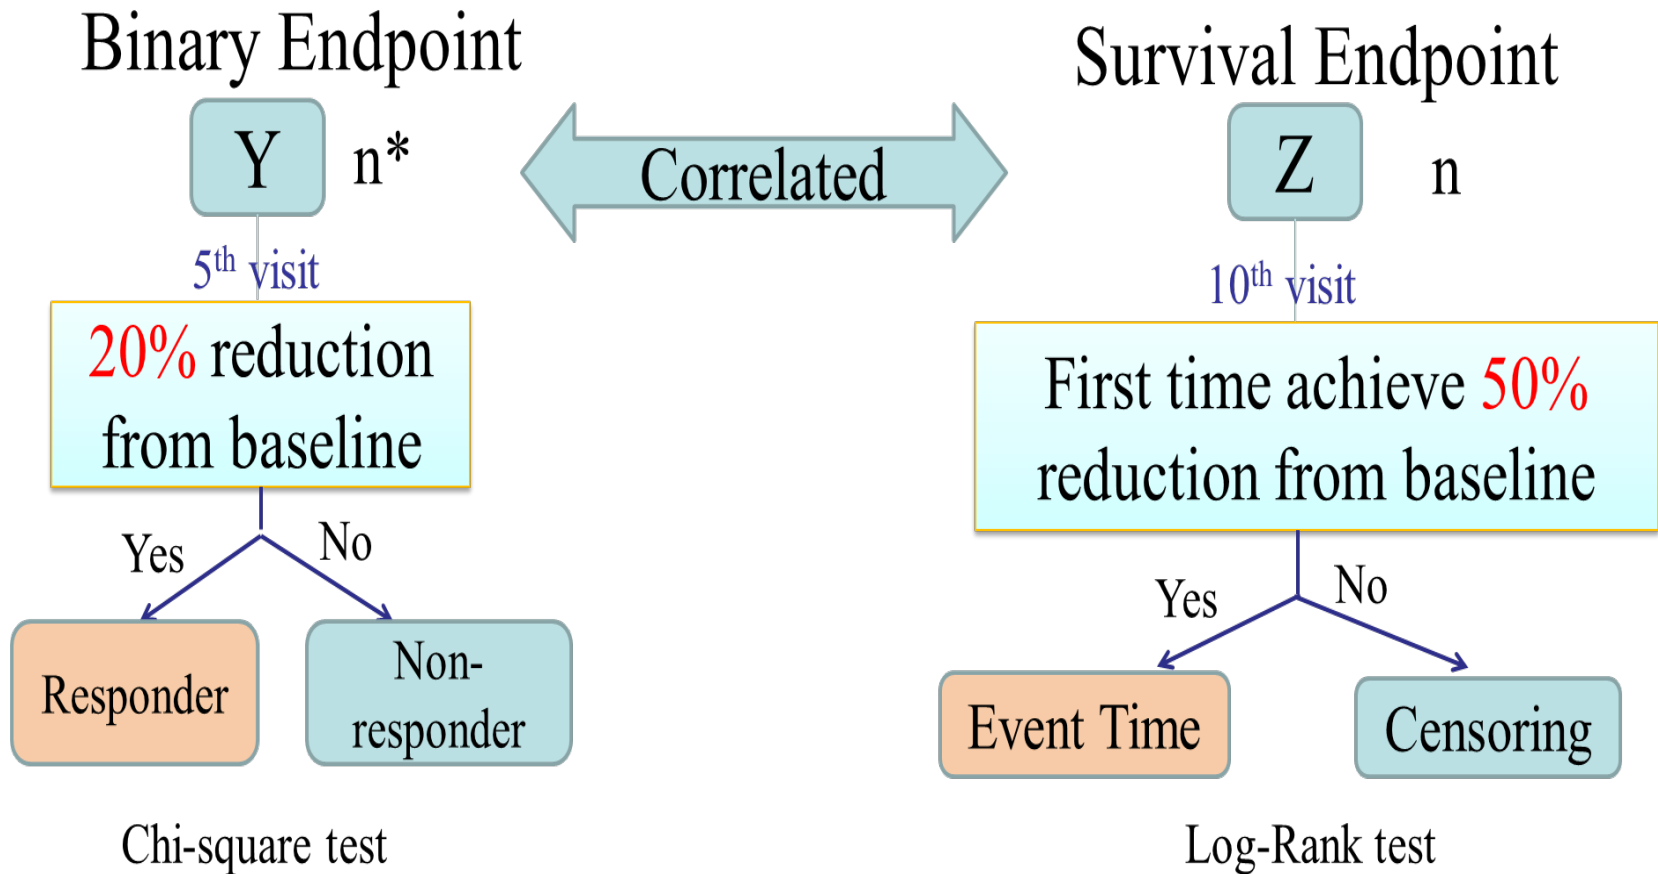 Binary Endpoint
Y
n*
5th visit
20% reduction
from baseline
Yes
No
Responder
Non-
responder
Chi-square test
Correlated
Survival Endpoint
Z
n
10th visit
First time achieve 50%
reduction from baseline
Yes
No
Event Time
Censoring
Log-Rank test